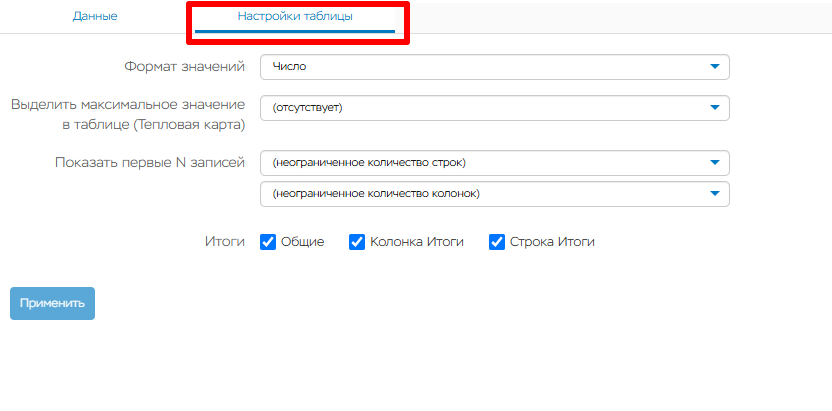 Данные
Настройки таблицы
Формат значений
Число
Выделить максимальное значение
в таблице (Тепловая карта)
(отсутствует)
Показать первые N записей
(неограниченное количество строк)
(неограниченное количество колонок)
Итоги
Общие
Колонка Итоги
Строка Итоги
Применить